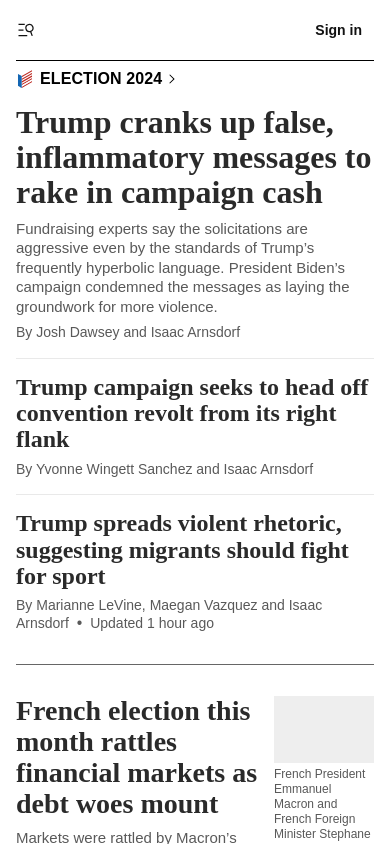 Sign in
ELECTION 2024
Trump cranks up false,
inflammatory messages to
rake in campaign cash
Fundraising experts say the solicitations are
aggressive even by the standards of Trump’s
frequently hyperbolic language. President Biden’s
campaign condemned the messages as laying the
groundwork for more violence.
By Josh Dawsey and Isaac Arnsdorf
Trump campaign seeks to head off
convention revolt from its right
flank
By Yvonne Wingett Sanchez and Isaac Arnsdorf
Trump spreads violent rhetoric,
suggesting migrants should fight
for sport
By Marianne LeVine, Maegan Vazquez and Isaac
Arnsdorf • Updated 1 hour ago
French election this
month rattles
financial markets as
debt woes mount
Markets were rattled by Macron’s
French President
Emmanuel
Macron and
French Foreign
Minister Stephane